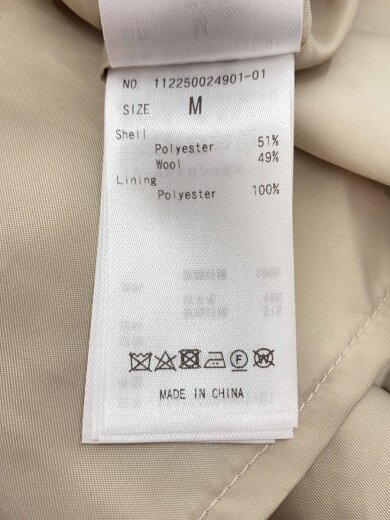 NO. 112250024901-01
SIZE M
Shell
Polyester 51%
Wool 49%
Lining
Polyester 100%
MADE IN CHINA